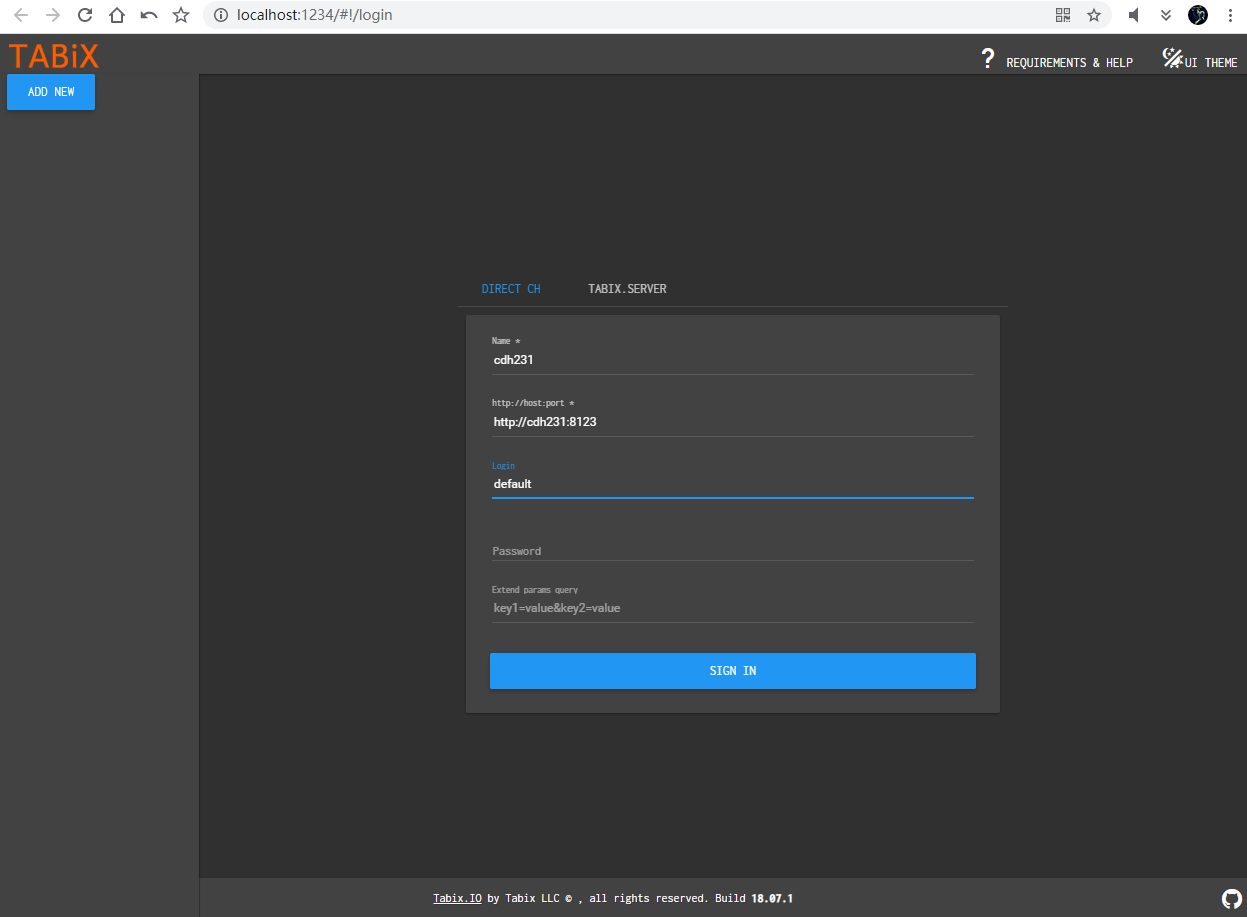 localhost:1234/#!/login
TABiX
? REQUIREMENTS & HELP
UI THEME
ADD NEW
DIRECT CH
TABIX.SERVER
Name *
cdh231
http://host:port *
http://cdh231:8123
Login
default
Password
Extend params query
key1=value&key2=value
SIGN IN
Tabix.IO by Tabix LLC © , all rights reserved. Build 18.07.1